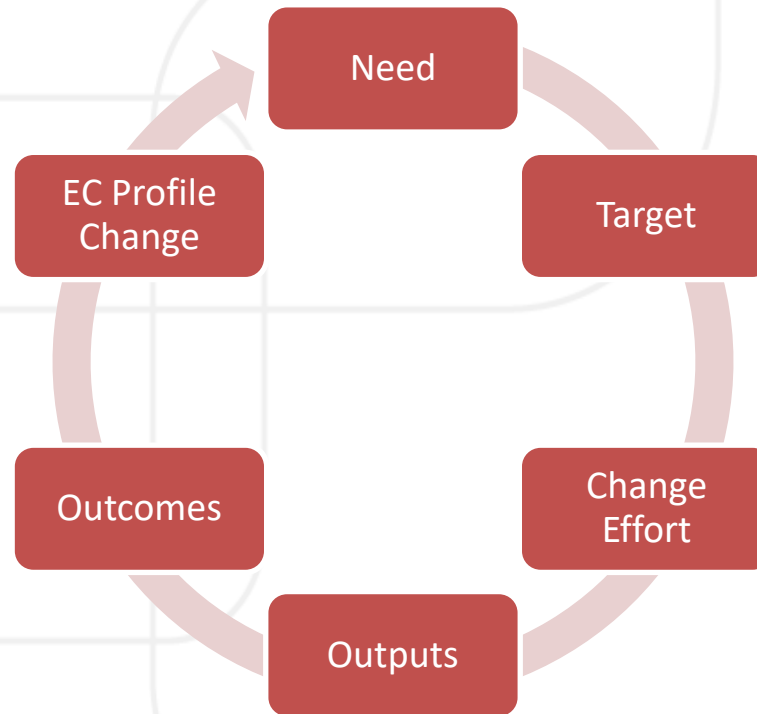 Need
Target
Change
Effort
Outputs
Outcomes
EC Profile
Change